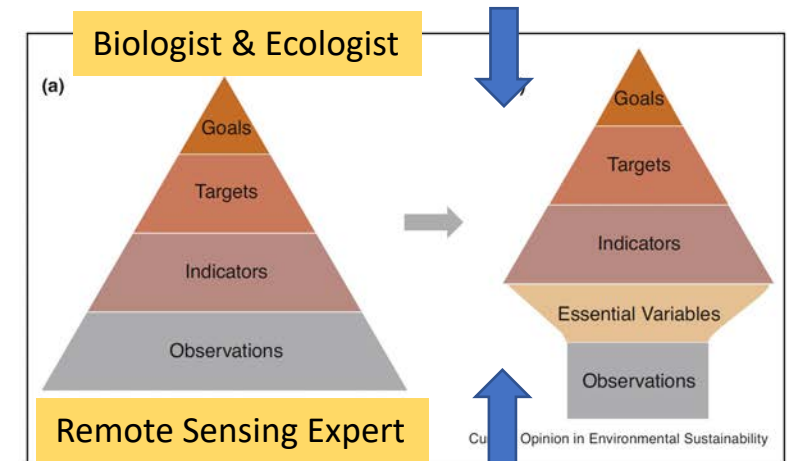 Biologist & Ecologist
(a)
Goals
Targets
Indicators
Observations
Goals
Targets
Indicators
Essential Variables
Observations
Remote Sensing Expert
Opinion in Environmental Sustainability